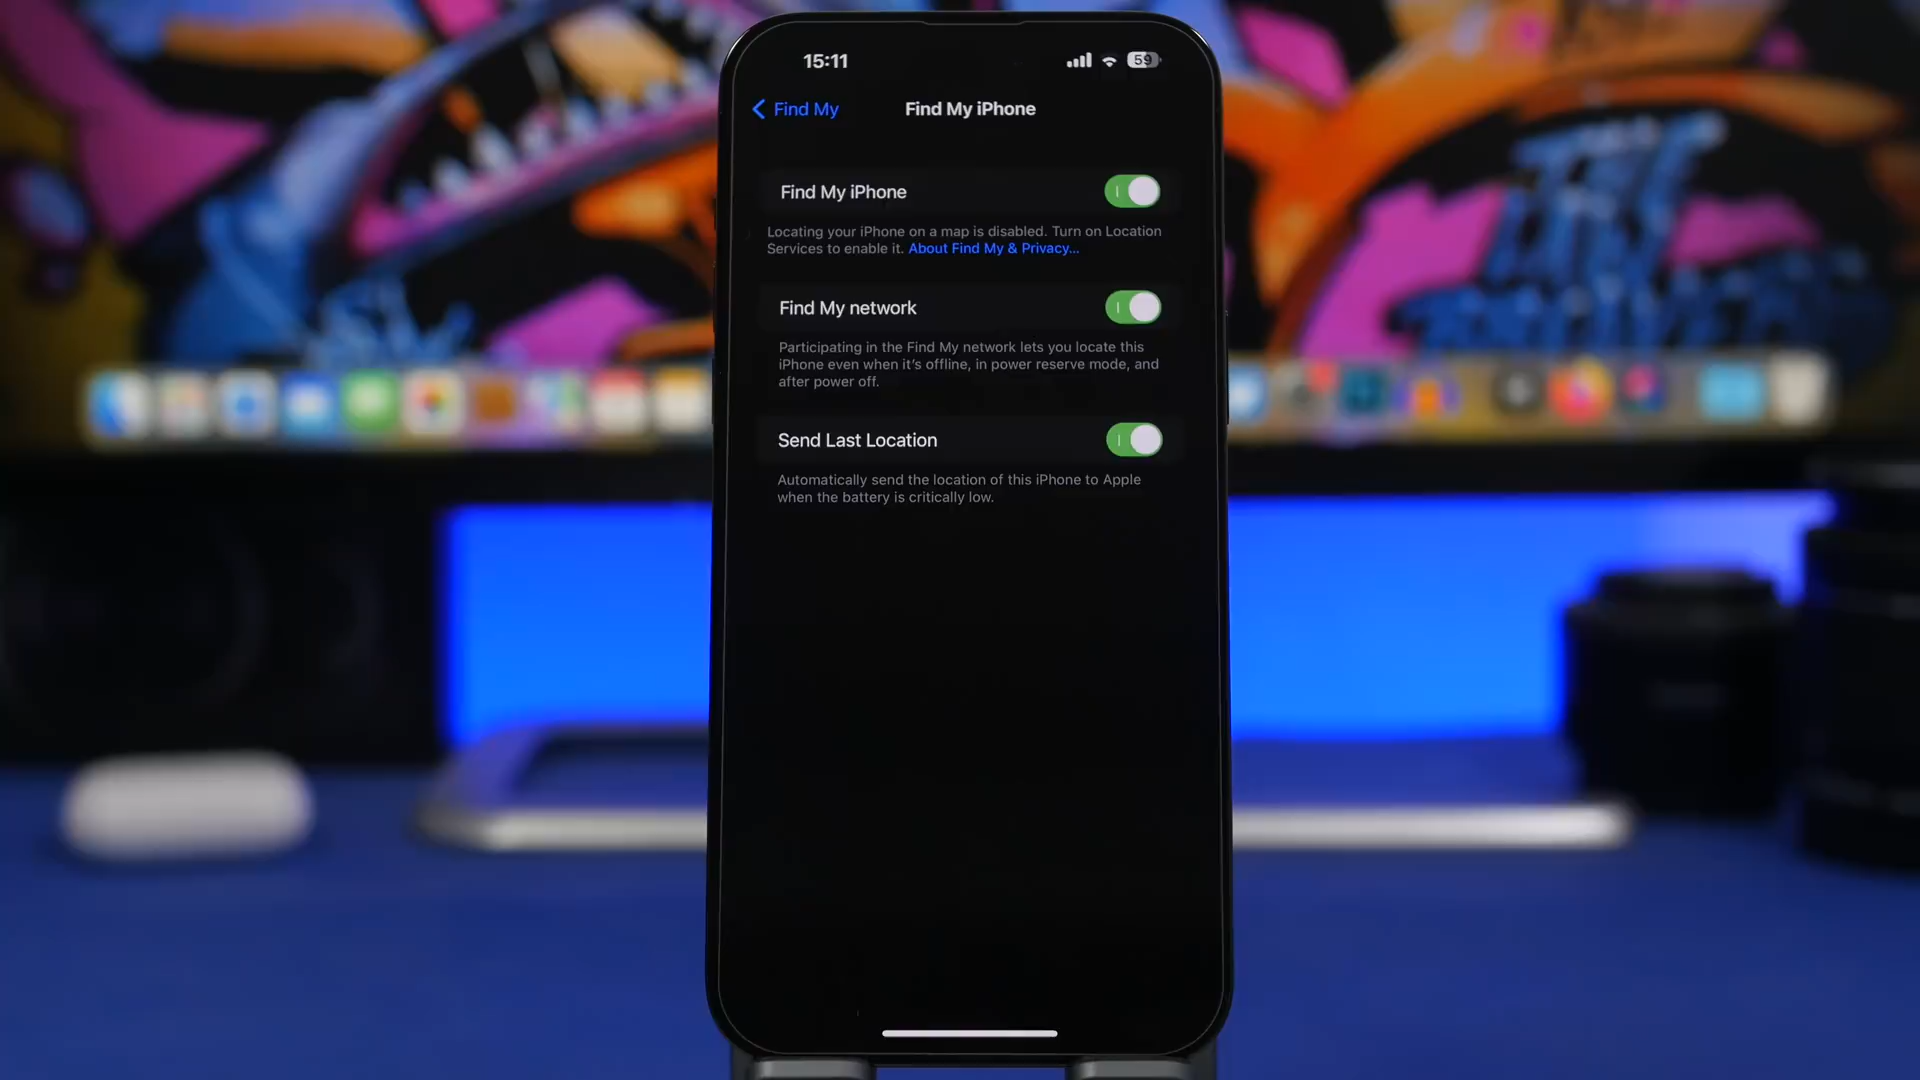 15:11
59
Find My
Find My iPhone
Find My iPhone
Locating your iPhone on a map is disabled. Turn on Location
Services to enable it. About Find My & Privacy...
Find My network
Participating in the Find My network lets you locate this
iPhone even when it's offline, in power reserve mode, and
after power off.
Send Last Location
Automatically send the location of this iPhone to Apple
when the battery is critically low.